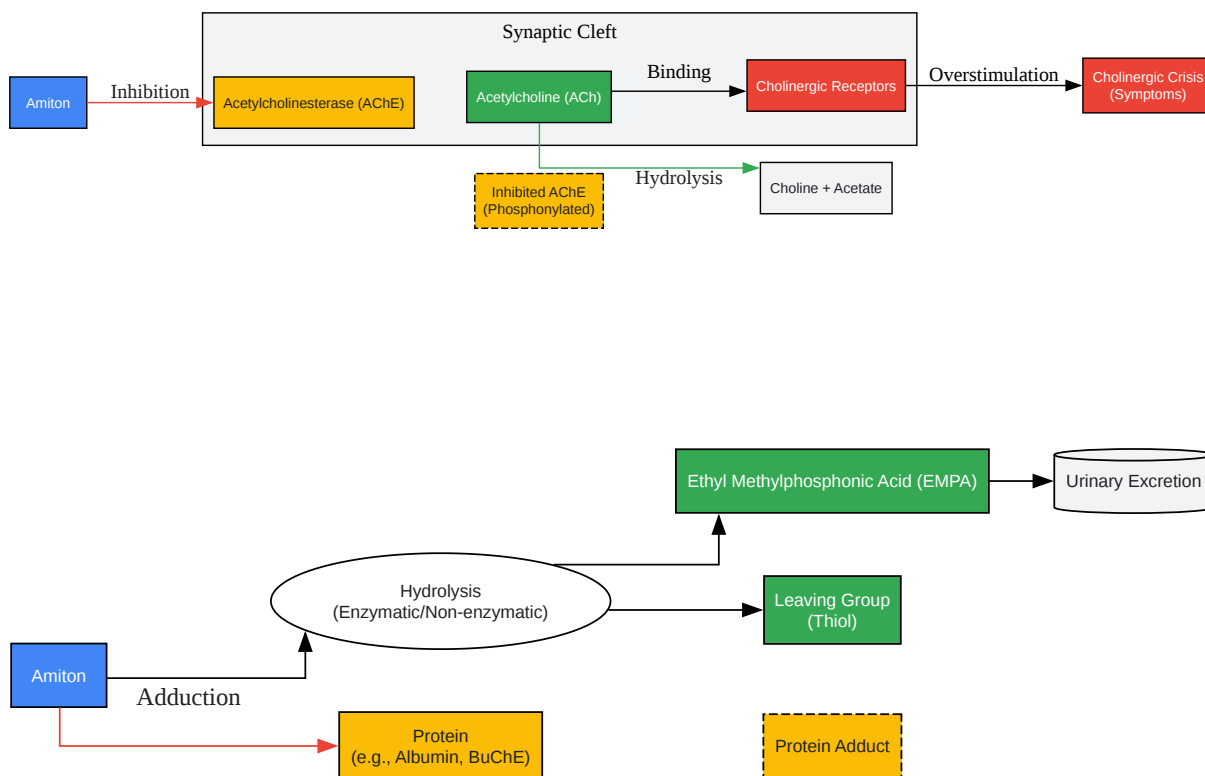 Synaptic Cleft
Amiton
Inhibition
Acetylcholinesterase (AChE)
Acetylcholine (ACh)
Binding
Cholinergic Receptors
Overstimulation
Cholinergic Crisis
(Symptoms)
Hydrolysis
Inhibited AChE
(Phosphonylated)
Choline + Acetate
Ethyl Methylphosphonic Acid (EMPA)
Urinary Excretion
Hydrolysis
(Enzymatic/Non-enzymatic)
Leaving Group
(Thiol)
Amiton
Adduction
Protein
(e.g., Albumin, BuChE)
Protein Adduct